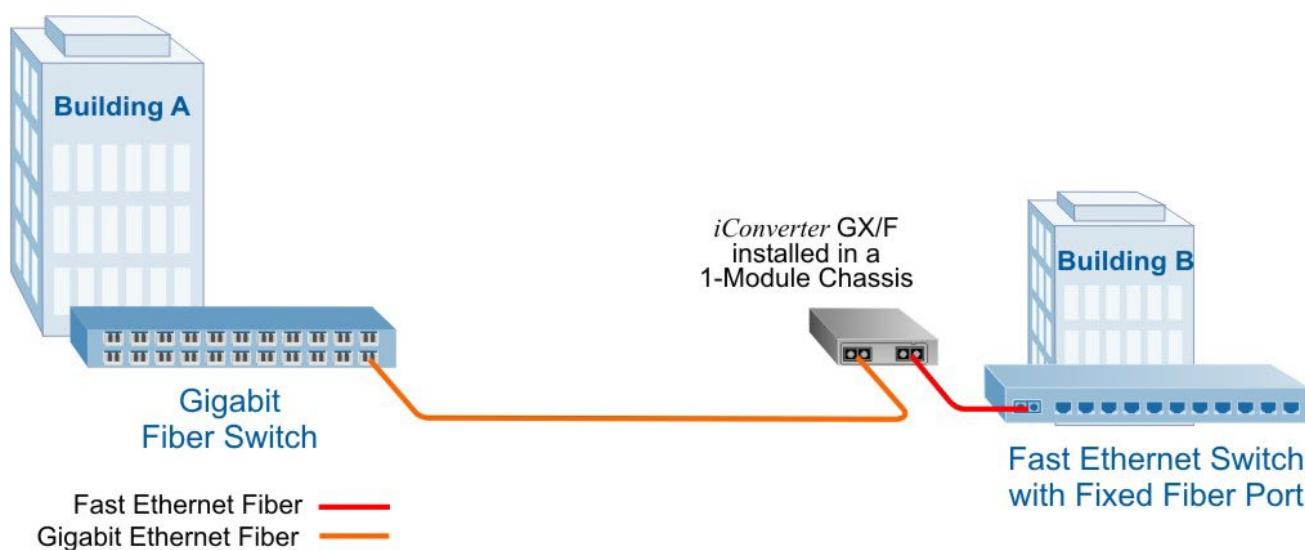 Building A
iConverter GX/F
installed in a
1-Module Chassis
Building B
Gigabit
Fiber Switch
Fast Ethernet Switch
with Fixed Fiber Port
Fast Ethernet Fiber
Gigabit Ethernet Fiber